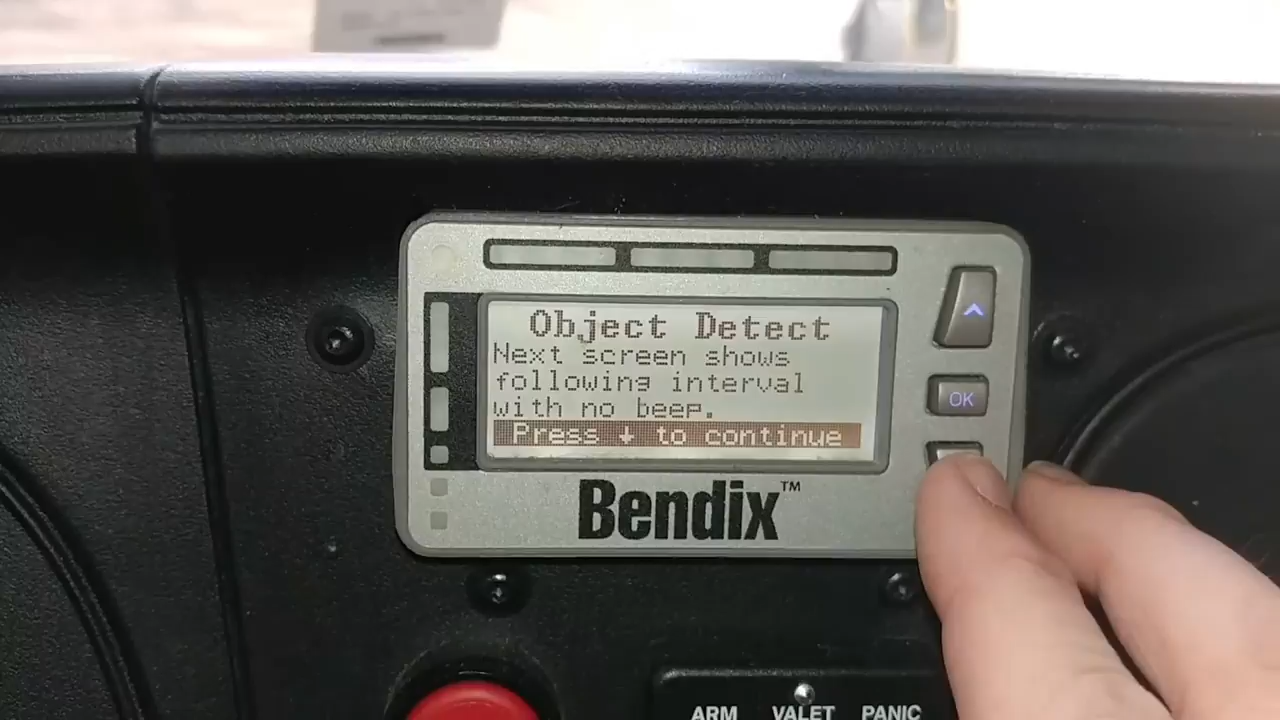 Object Detect
Next screen shows
following interval
with no beep.
Press ↓ to continue
OK
Bendix™
ARM VALET PANIC